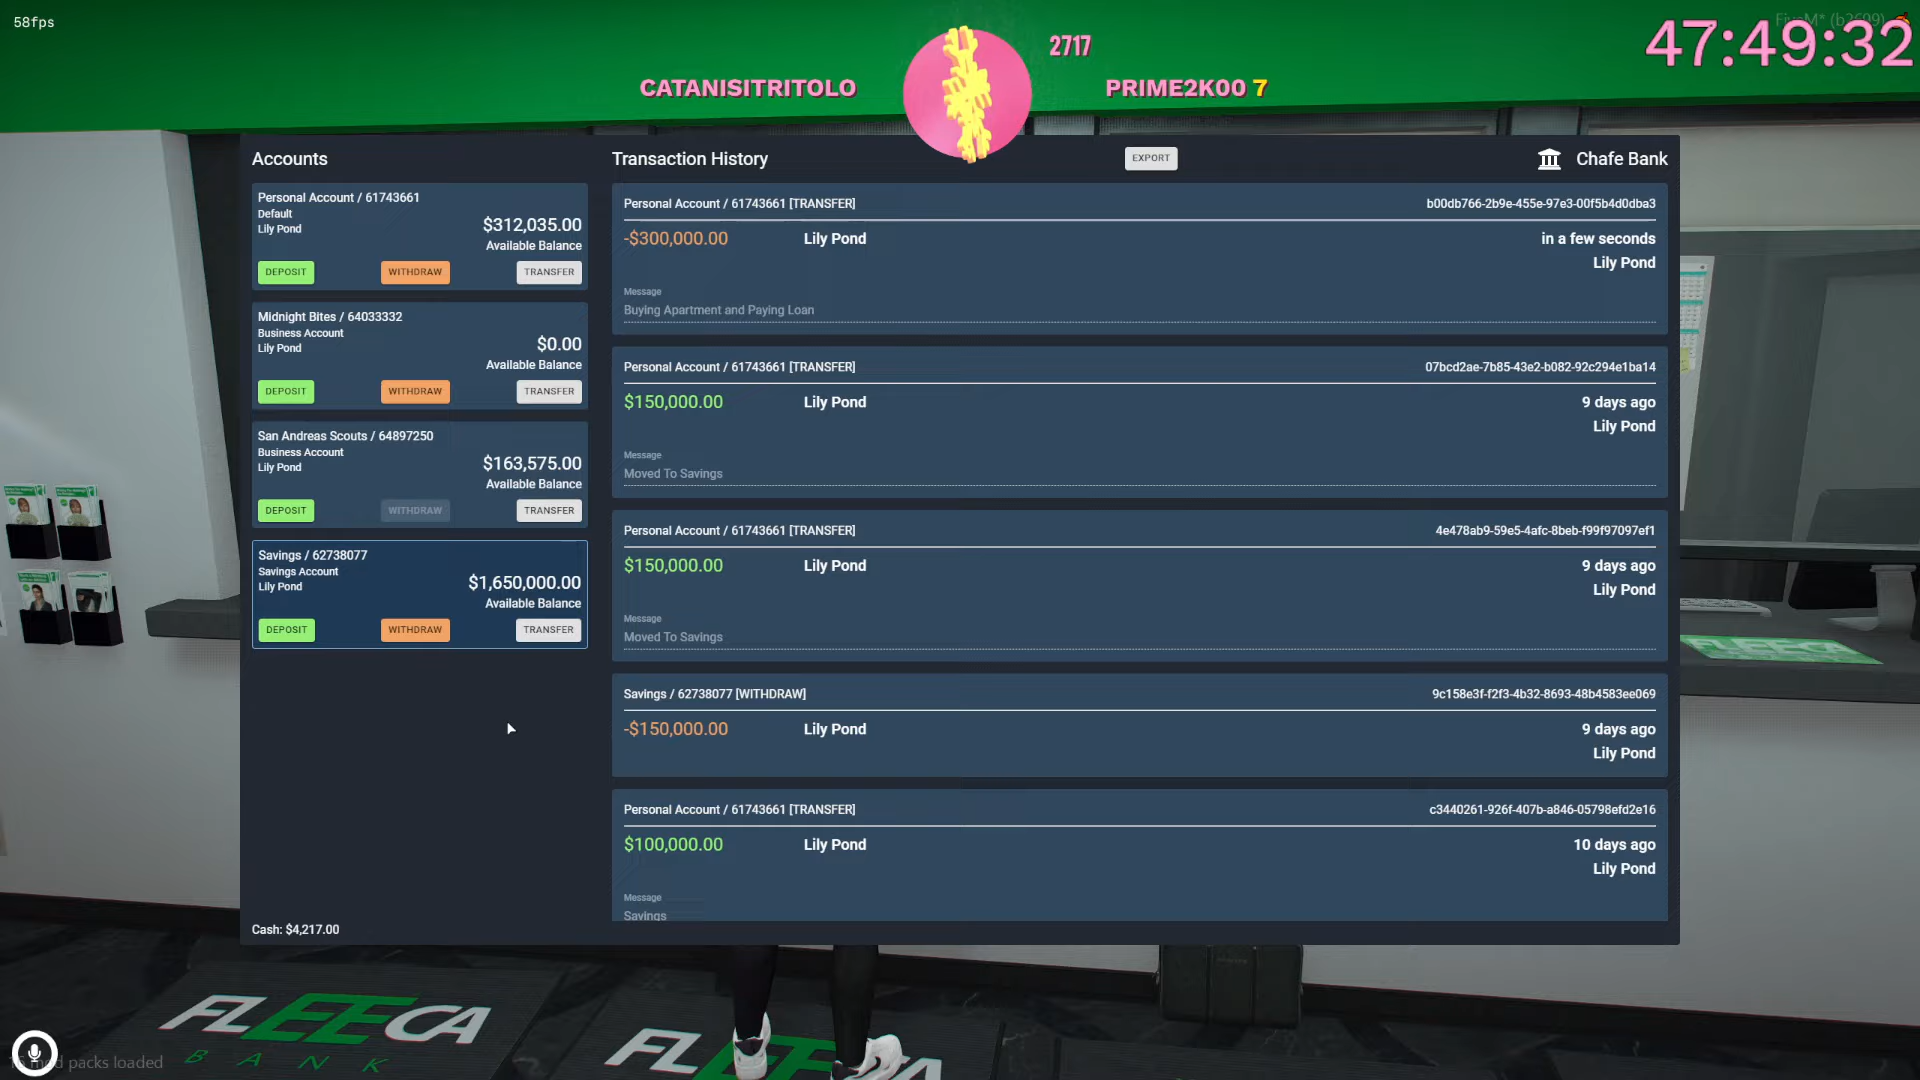 58fps
FiveM* (b2699)
47:49:32
2717
CATANISITRITOLO
PRIME2K00 7
Accounts
Personal Account / 61743661
Default
Lily Pond
$312,035.00
Available Balance
DEPOSIT
WITHDRAW
TRANSFER
Midnight Bites / 64033332
Business Account
Lily Pond
$0.00
Available Balance
DEPOSIT
WITHDRAW
TRANSFER
San Andreas Scouts / 64897250
Business Account
Lily Pond
$163,575.00
Available Balance
DEPOSIT
WITHDRAW
TRANSFER
Savings / 62738077
Savings Account
Lily Pond
$1,650,000.00
Available Balance
DEPOSIT
WITHDRAW
TRANSFER
Cash: $4,217.00
Transaction History
EXPORT
Chafe Bank
Personal Account / 61743661 [TRANSFER]
b00db766-2b9e-455e-97e3-00f5b4d0dba3
-$300,000.00
Lily Pond
in a few seconds
Lily Pond
Message
Buying Apartment and Paying Loan
Personal Account / 61743661 [TRANSFER]
07bcd2ae-7b85-43e2-b082-92c294e1ba14
$150,000.00
Lily Pond
9 days ago
Lily Pond
Message
Moved To Savings
Personal Account / 61743661 [TRANSFER]
4e478ab9-59e5-4afc-8beb-f99f97097ef1
$150,000.00
Lily Pond
9 days ago
Lily Pond
Message
Moved To Savings
Savings / 62738077 [WITHDRAW]
9c158e3f-f2f3-4b32-8693-48b4583ee069
-$150,000.00
Lily Pond
9 days ago
Lily Pond
Personal Account / 61743661 [TRANSFER]
c3440261-926f-407b-a846-05798efd2e16
$100,000.00
Lily Pond
10 days ago
Lily Pond
Message
Savings
FLEECA
FLEECA
BANK
FLEECA
mod packs loaded